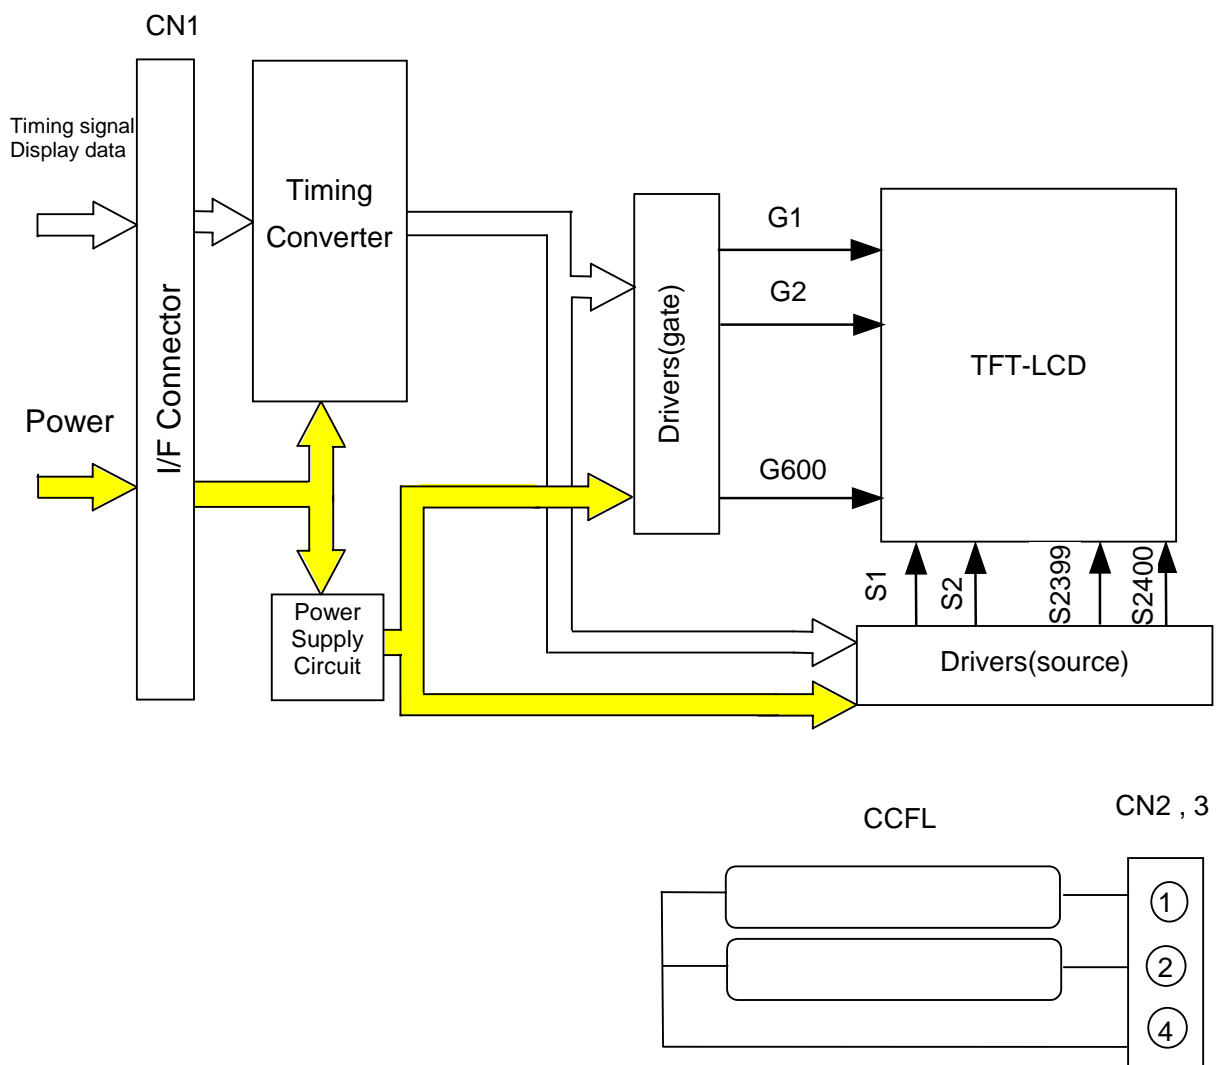 CN1
Timing signal
Display data
Timing
Converter
I/F Connector
Power
Power
Supply
Circuit
Drivers(gate)
G1
G2
G600
TFT-LCD
S1
S2
S2399
S2400
Drivers(source)
CCFL
CN2 , 3
1
2
4